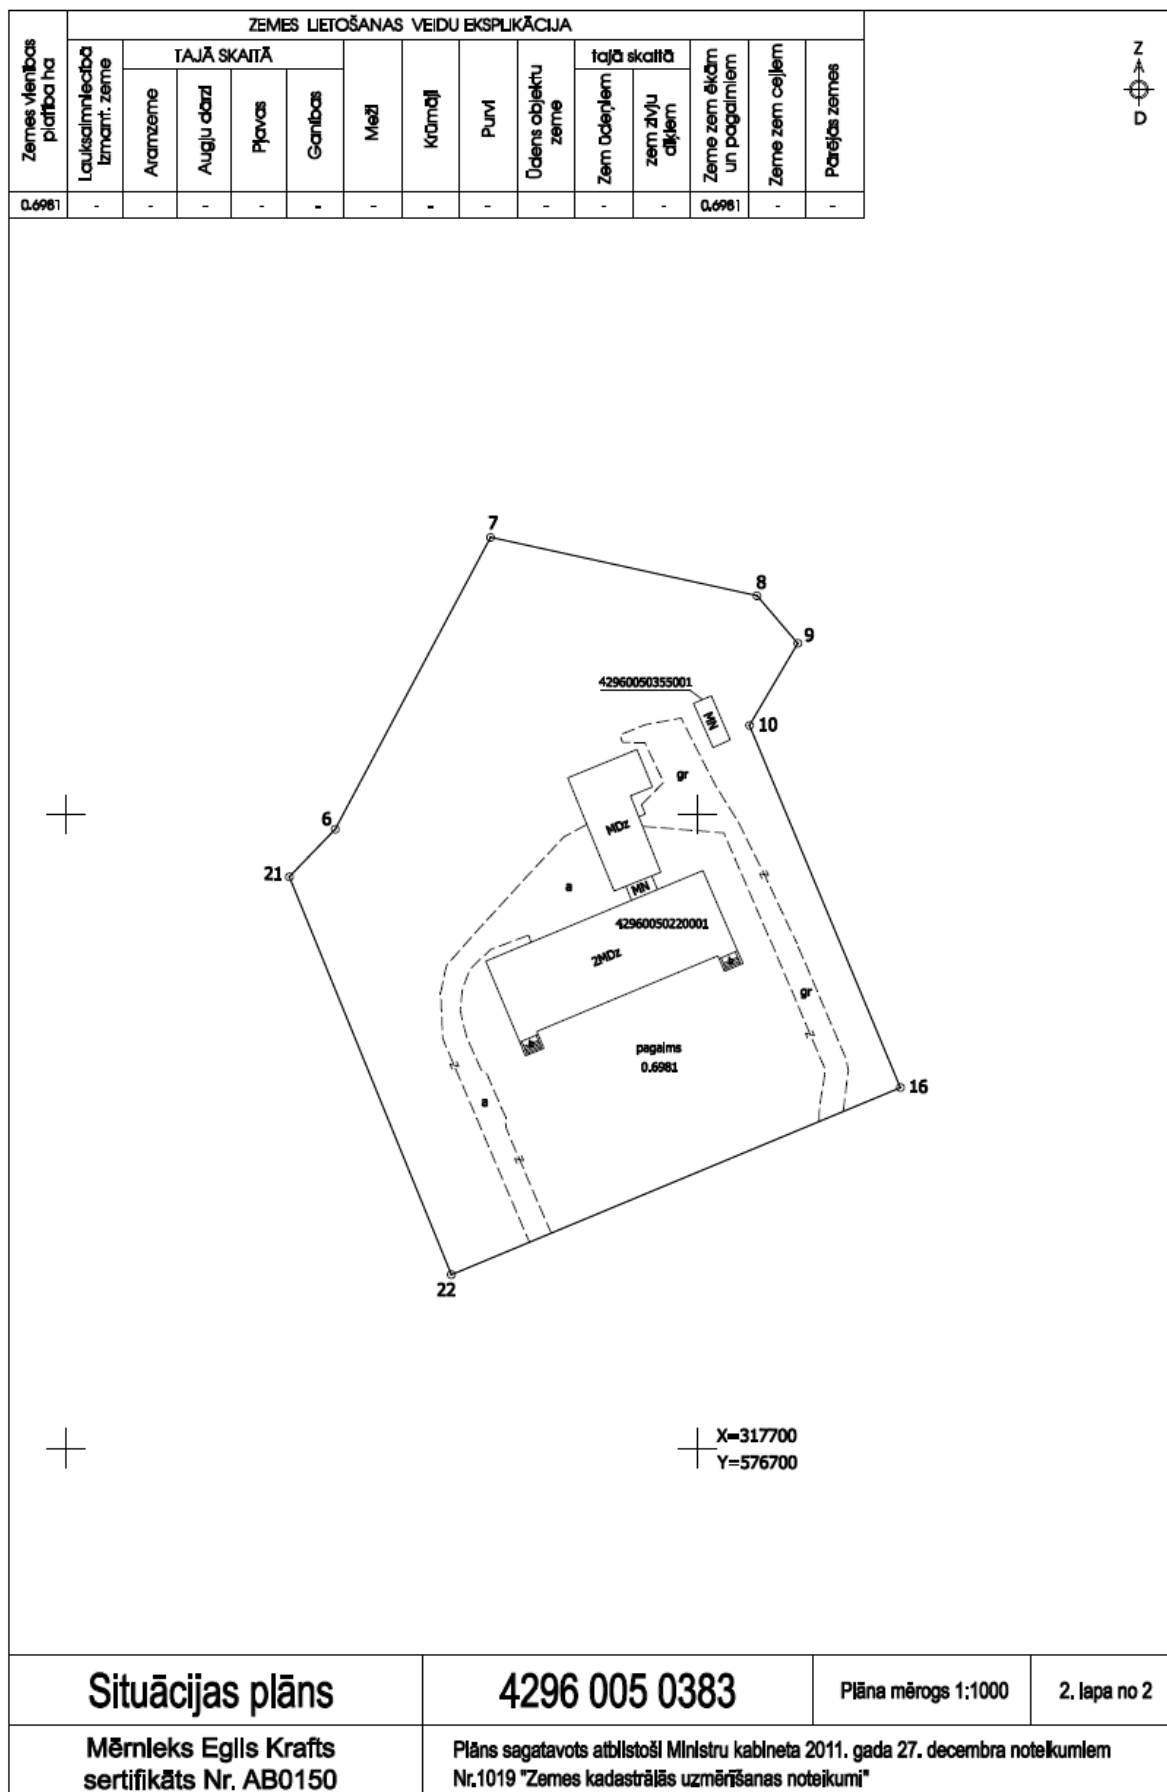 ZEMES LIETOŠANAS VEIDU EKSPLIKĀCIJA
Zemes vienības
platība ha
Lauksaimniecībā
izmant. zeme
TAJĀ SKAITĀ
Aramzeme
Augļu dārzi
Pļavas
Ganības
Meži
Krūmāji
Purvi
Ūdens objektu
zeme
tajā skaitā
Zem ūdeņiem
zem zivju
dīķiem
Zeme zem ēkām
un pagalmiem
Zeme zem ceļiem
Pārējās zemes
0.6981 - - - - - - - - - - - 0.6981 - -
Z
D
7
8
9
42960050355001
MN
10
gr
6
MDz
21
a
MN
42960050220001
2MDz
gr
pagalms
0.6981
16
a
22
X=317700
Y=576700
Situācijas plāns
4296 005 0383
Plāna mērogs 1:1000
2. lapa no 2
Mērnieks Egils Krafts
sertifikāts Nr. AB0150
Plāns sagatavots atbilstoši Ministru kabineta 2011. gada 27. decembra noteikumiem
Nr.1019 "Zemes kadastrālās uzmērīšanas noteikumi"